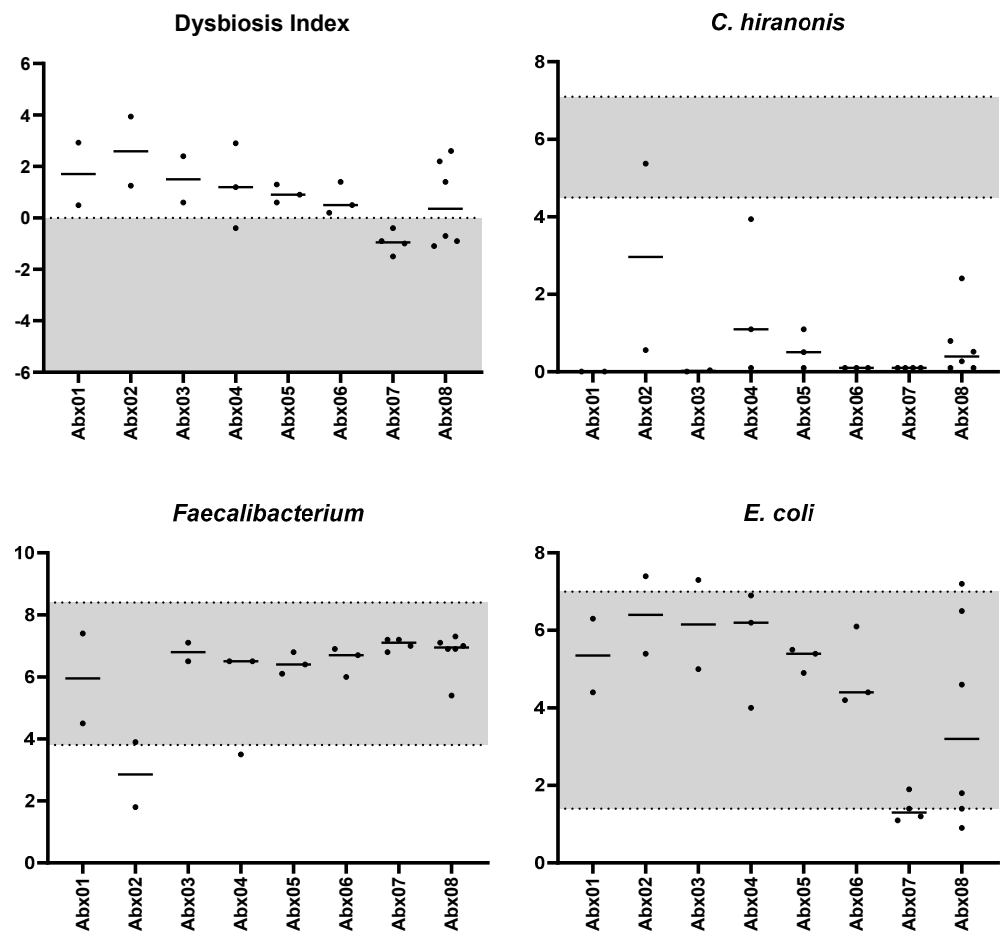 Dysbiosis Index
6
4
2
0
-2
-4
-6
Abx01
Abx02
Abx03
Abx04
Abx05
Abx06
Abx07
Abx08
C. hiranonis
8
6
4
2
0
Abx01
Abx02
Abx03
Abx04
Abx05
Abx06
Abx07
Abx08
Faecalibacterium
10
8
6
4
2
0
Abx01
Abx02
Abx03
Abx04
Abx05
Abx06
Abx07
Abx08
E. coli
8
6
4
2
0
Abx01
Abx02
Abx03
Abx04
Abx05
Abx06
Abx07
Abx08